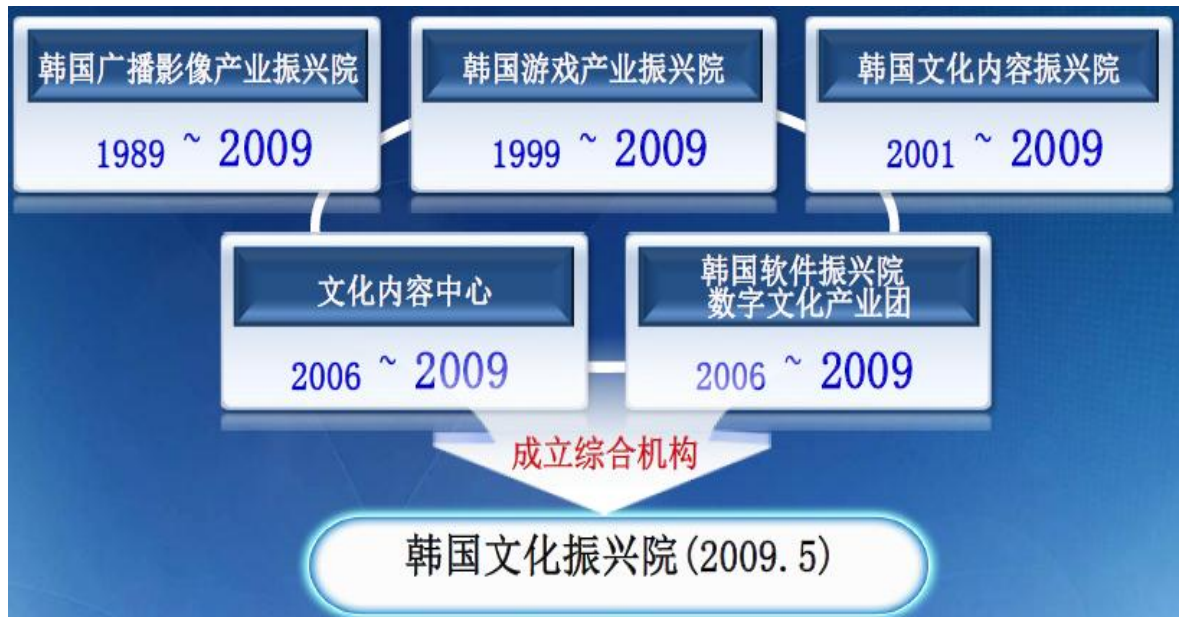 韩国广播影像产业振兴院
1989 ~ 2009
韩国游戏产业振兴院
1999 ~ 2009
韩国文化内容振兴院
2001 ~ 2009
文化内容中心
2006 ~ 2009
韩国软件振兴院
数字文化产业团
2006 ~ 2009
成立综合机构
韩国文化振兴院(2009.5)